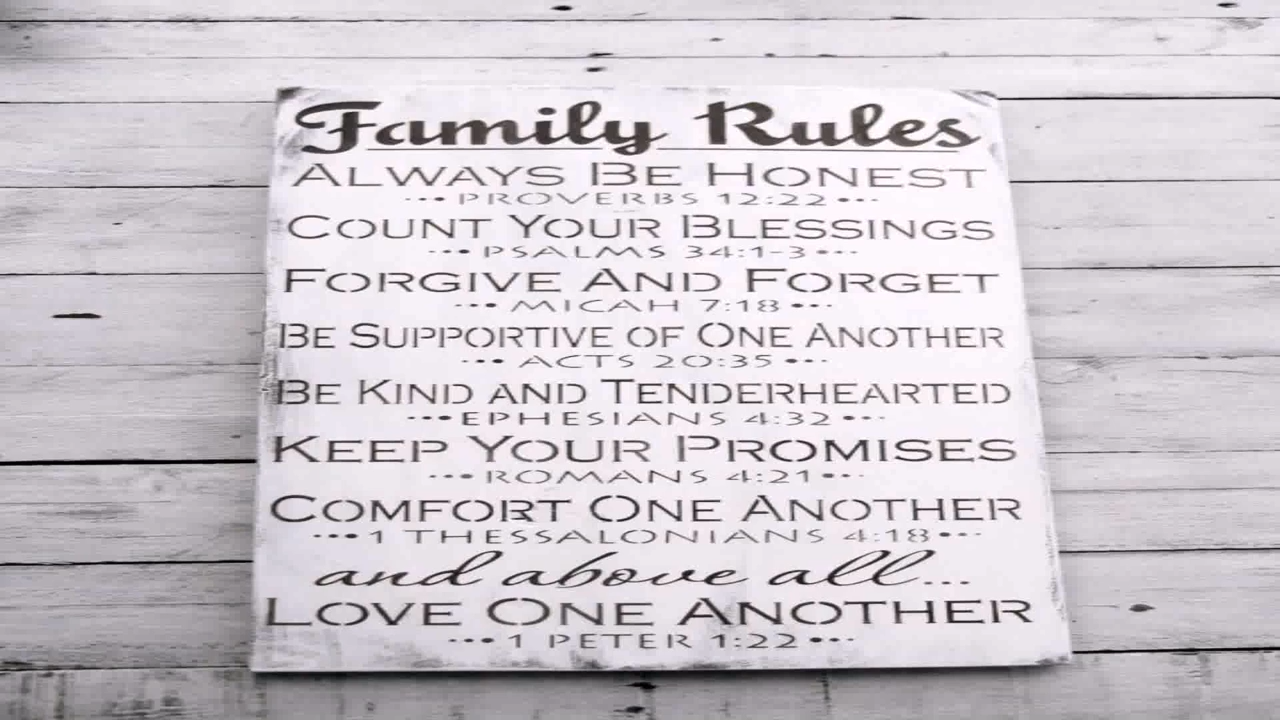 Family Rules
ALWAYS BE HONEST
••• PROVERBS 12:22 •••
COUNT YOUR BLESSINGS
••• PSALMS 34:1-3 •••
FORGIVE AND FORGET
••• MICAH 7:18 •••
BE SUPPORTIVE OF ONE ANOTHER
••• ACTS 20:35 •••
BE KIND AND TENDERHEARTED
••• EPHESIANS 4:32 •••
KEEP YOUR PROMISES
••• ROMANS 4:21 •••
COMFORT ONE ANOTHER
••• 1 THESSALONIANS 4:18 •••
and above all...
LOVE ONE ANOTHER
••• 1 PETER 1:22 •••